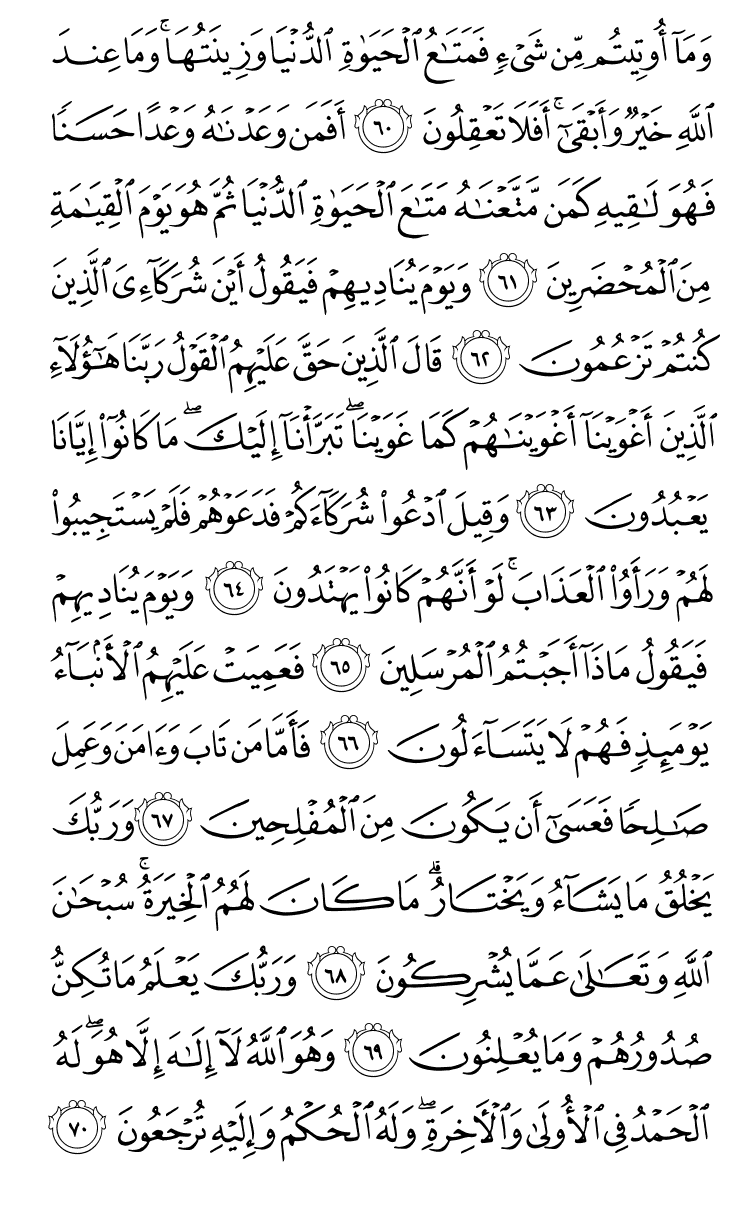 وَمَآ أُوتِيتُم مِّن شَىْءٍ فَمَتَـٰعُ ٱلْحَيَوٰةِ ٱلدُّنْيَا وَزِينَتُهَا ۚ وَمَا عِندَ
ٱللَّهِ خَيْرٌ وَأَبْقَىٰٓ ۚ أَفَلَا تَعْقِلُونَ ٦٠ أَفَمَن وَعَدْنَـٰهُ وَعْدًا حَسَنًا
فَهُوَ لَـٰقِيهِ كَمَن مَّتَّعْنَـٰهُ مَتَـٰعَ ٱلْحَيَوٰةِ ٱلدُّنْيَا ثُمَّ هُوَ يَوْمَ ٱلْقِيَـٰمَةِ
مِنَ ٱلْمُحْضَرِينَ ٦١ وَيَوْمَ يُنَادِيهِمْ فَيَقُولُ أَيْنَ شُرَكَآءِىَ ٱلَّذِينَ
كُنتُمْ تَزْعُمُونَ ٦٢ قَالَ ٱلَّذِينَ حَقَّ عَلَيْهِمُ ٱلْقَوْلُ رَبَّنَا هَـٰٓؤُلَآءِ
ٱلَّذِينَ أَغْوَيْنَآ أَغْوَيْنَـٰهُمْ كَمَا غَوَيْنَا ۖ تَبَرَّأْنَآ إِلَيْكَ ۖ مَا كَانُوٓا۟ إِيَّانَا
يَعْبُدُونَ ٦٣ وَقِيلَ ٱدْعُوا۟ شُرَكَآءَكُمْ فَدَعَوْهُمْ فَلَمْ يَسْتَجِيبُوا۟
لَهُمْ وَرَأَوُا۟ ٱلْعَذَابَ ۚ لَوْ أَنَّهُمْ كَانُوا۟ يَهْتَدُونَ ٦٤ وَيَوْمَ يُنَادِيهِمْ
فَيَقُولُ مَاذَآ أَجَبْتُمُ ٱلْمُرْسَلِينَ ٦٥ فَعَمِيَتْ عَلَيْهِمُ ٱلْأَنۢبَآءُ
يَوْمَئِذٍ فَهُمْ لَا يَتَسَآءَلُونَ ٦٦ فَأَمَّا مَن تَابَ وَءَامَنَ وَعَمِلَ
صَـٰلِحًا فَعَسَىٰٓ أَن يَكُونَ مِنَ ٱلْمُفْلِحِينَ ٦٧ وَرَبُّكَ
يَخْلُقُ مَا يَشَآءُ وَيَخْتَارُ ۗ مَا كَانَ لَهُمُ ٱلْخِيَرَةُ ۚ سُبْحَـٰنَ
ٱللَّهِ وَتَعَـٰلَىٰ عَمَّا يُشْرِكُونَ ٦٨ وَرَبُّكَ يَعْلَمُ مَا تُكِنُّ
صُدُورُهُمْ وَمَا يُعْلِنُونَ ٦٩ وَهُوَ ٱللَّهُ لَآ إِلَـٰهَ إِلَّا هُوَ ۖ لَهُ
ٱلْحَمْدُ فِى ٱلْأُولَىٰ وَٱلْـَٔاخِرَةِ ۖ وَلَهُ ٱلْحُكْمُ وَإِلَيْهِ تُرْجَعُونَ ٧٠